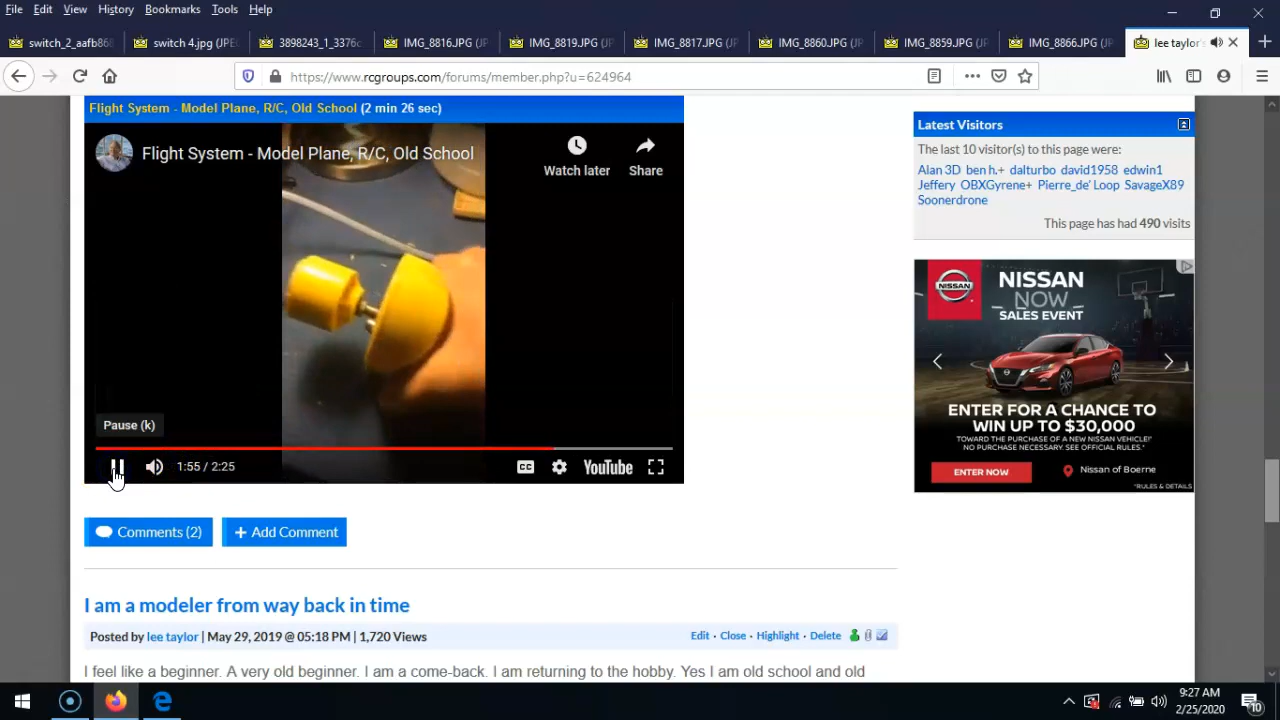 File Edit View History Bookmarks Tools Help
switch_2_aafb868
switch 4.jpg (JPE
3898243_1_3376c
IMG_8816.JPG (JP
IMG_8819.JPG (JP
IMG_8817.JPG (JP
IMG_8860.JPG (JP
IMG_8859.JPG (JP
IMG_8866.JPG (JP
lee taylor's
https://www.rcgroups.com/forums/member.php?u=624964
Flight System - Model Plane, R/C, Old School (2 min 26 sec)
Flight System - Model Plane, R/C, Old School
Watch later
Share
Pause (k)
1:55 / 2:25
CC
YouTube
Comments (2)
+ Add Comment
I am a modeler from way back in time
Posted by lee taylor | May 29, 2019 @ 05:18 PM | 1,720 Views
Edit · Close · Highlight · Delete
I feel like a beginner. A very old beginner. I am a come-back. I am returning to the hobby. Yes I am old school and old
Latest Visitors
The last 10 visitor(s) to this page were:
Alan 3D ben h.+ dalturbo david1958 edwin1
Jeffery OBXGyrene+ Pierre_de' Loop SavageX89
Soonerdrone
This page has had 490 visits
NISSAN
NISSAN
NOW
SALES EVENT
ENTER FOR A CHANCE TO
WIN UP TO $30,000
TOWARD THE PURCHASE OF A NEW NISSAN VEHICLE!*
NO PURCHASE NECESSARY. SEE OFFICIAL RULES.*
ENTER NOW
Nissan of Boerne
*RULES & DETAILS
9:27 AM
2/25/2020
10